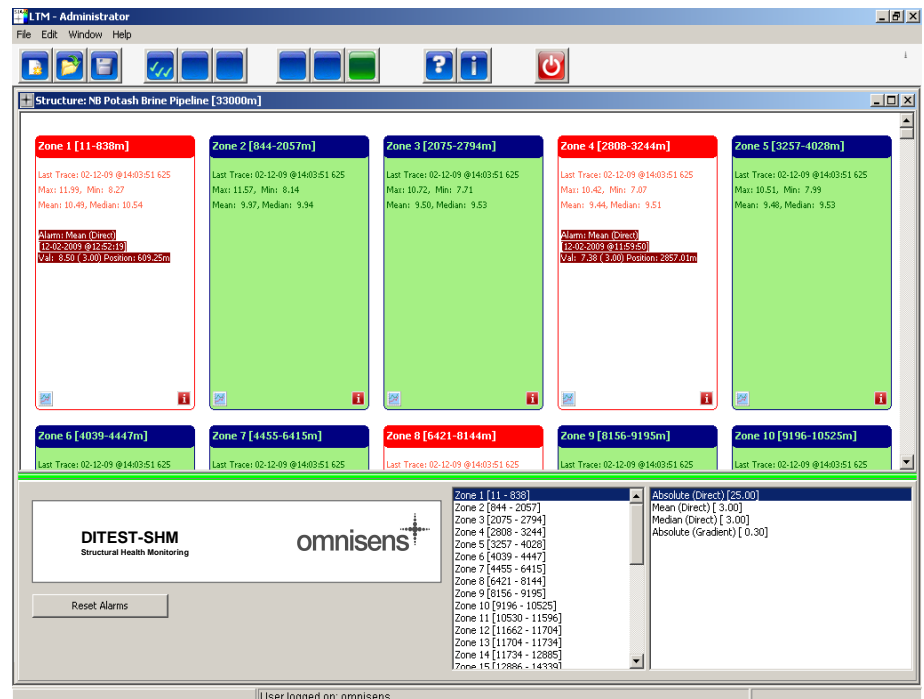 LTM - Administrator
File Edit Window Help
Structure: NB Potash Brine Pipeline [33000m]
Zone 1 [11-838m]
Last Trace: 02-12-09 @14:03:51 625
Max: 11.99, Min: 8.27
Mean: 10.49, Median: 10.54
Alarm: Mean (Direct)
[12-02-2009 @12:52:19]
Val: 8.50 ( 3.00) Position: 609.25m
Zone 2 [844-2057m]
Last Trace: 02-12-09 @14:03:51 625
Max: 11.57, Min: 8.14
Mean: 9.97, Median: 9.94
Zone 3 [2075-2794m]
Last Trace: 02-12-09 @14:03:51 625
Max: 10.72, Min: 7.71
Mean: 9.50, Median: 9.53
Zone 4 [2808-3244m]
Last Trace: 02-12-09 @14:03:51 625
Max: 10.42, Min: 7.07
Mean: 9.44, Median: 9.51
Alarm: Mean (Direct)
[12-02-2009 @11:59:50]
Val: 7.38 ( 3.00) Position: 2857.01m
Zone 5 [3257-4028m]
Last Trace: 02-12-09 @14:03:51 625
Max: 10.51, Min: 7.99
Mean: 9.48, Median: 9.53
Zone 6 [4039-4447m]
Last Trace: 02-12-09 @14:03:51 625
Zone 7 [4455-6415m]
Last Trace: 02-12-09 @14:03:51 625
Zone 8 [6421-8144m]
Last Trace: 02-12-09 @14:03:51 625
Zone 9 [8156-9195m]
Last Trace: 02-12-09 @14:03:51 625
Zone 10 [9196-10525m]
Last Trace: 02-12-09 @14:03:51 625
DITEST-SHM
Structural Health Monitoring
omnisens
Reset Alarms
Zone 1 [11 - 838]
Zone 2 [844 - 2057]
Zone 3 [2075 - 2794]
Zone 4 [2808 - 3244]
Zone 5 [3257 - 4028]
Zone 6 [4039 - 4447]
Zone 7 [4455 - 6415]
Zone 8 [6421 - 8144]
Zone 9 [8156 - 9195]
Zone 10 [9196 - 10525]
Zone 11 [10530 - 11596]
Zone 12 [11662 - 11704]
Zone 13 [11704 - 11734]
Zone 14 [11734 - 12885]
Zone 15 [12886 - 14339]
Absolute (Direct) [25.00]
Mean (Direct) [ 3.00]
Median (Direct) [ 3.00]
Absolute (Gradient) [ 0.30]
User logged on: omnisens